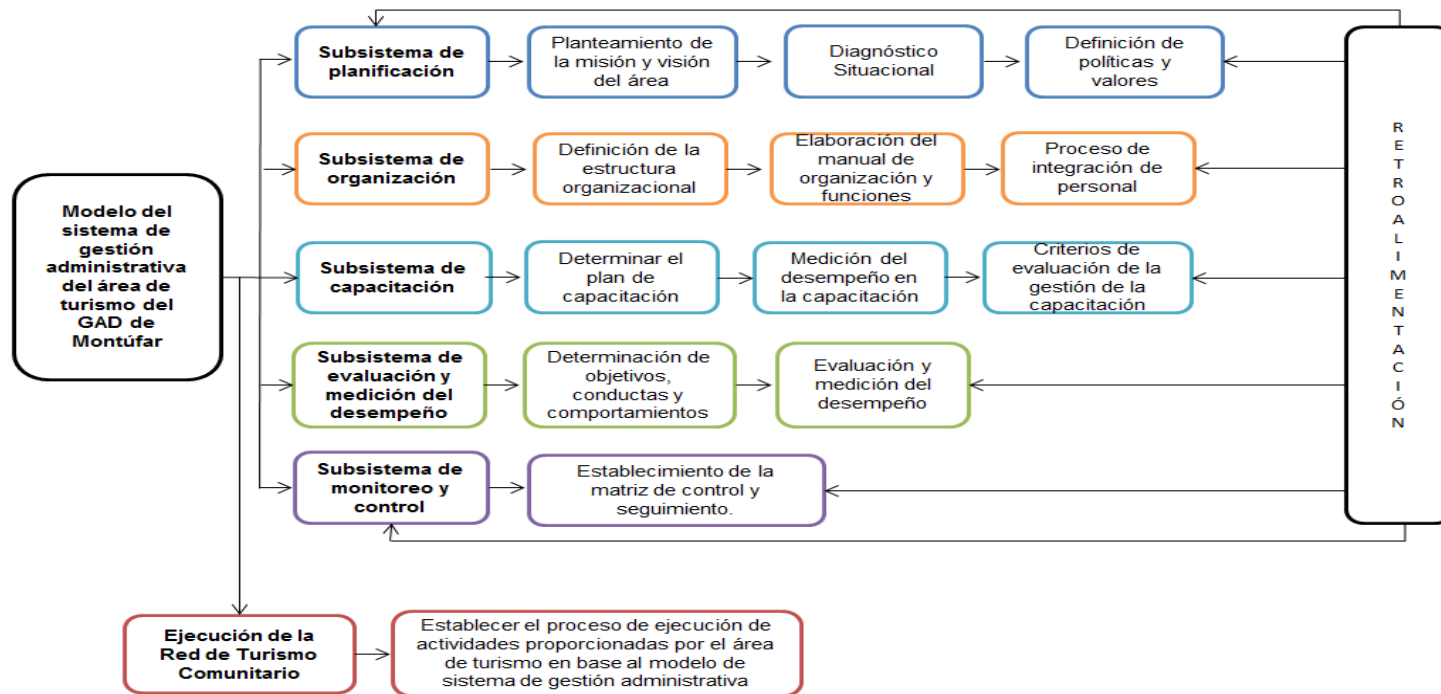 Subsistema de
planificación
Planteamiento de
la misión y visión
del área
Diagnóstico
Situacional
Definición de
políticas y
valores
Subsistema de
organización
Definición de la
estructura
organizacional
Elaboración del
manual de
organización y
funciones
Proceso de
integración de
personal
Modelo del
sistema de
gestión
administrativa
del área de
turismo del
GAD de
Montúfar
Subsistema de
capacitación
Determinar el
plan de
capacitación
Medición del
desempeño en
la capacitación
Criterios de
evaluación de la
gestión de la
capacitación
Subsistema de
evaluación y
medición del
desempeño
Determinación de
objetivos,
conductas y
comportamientos
Evaluación y
medición del
desempeño
Subsistema de
monitoreo y
control
Establecimiento de la
matriz de control y
seguimiento.
RETROALIMENTACIÓN
Ejecución de la
Red de Turismo
Comunitario
Establecer el proceso de ejecución de
actividades proporcionadas por el área
de turismo en base al modelo de
sistema de gestión administrativa